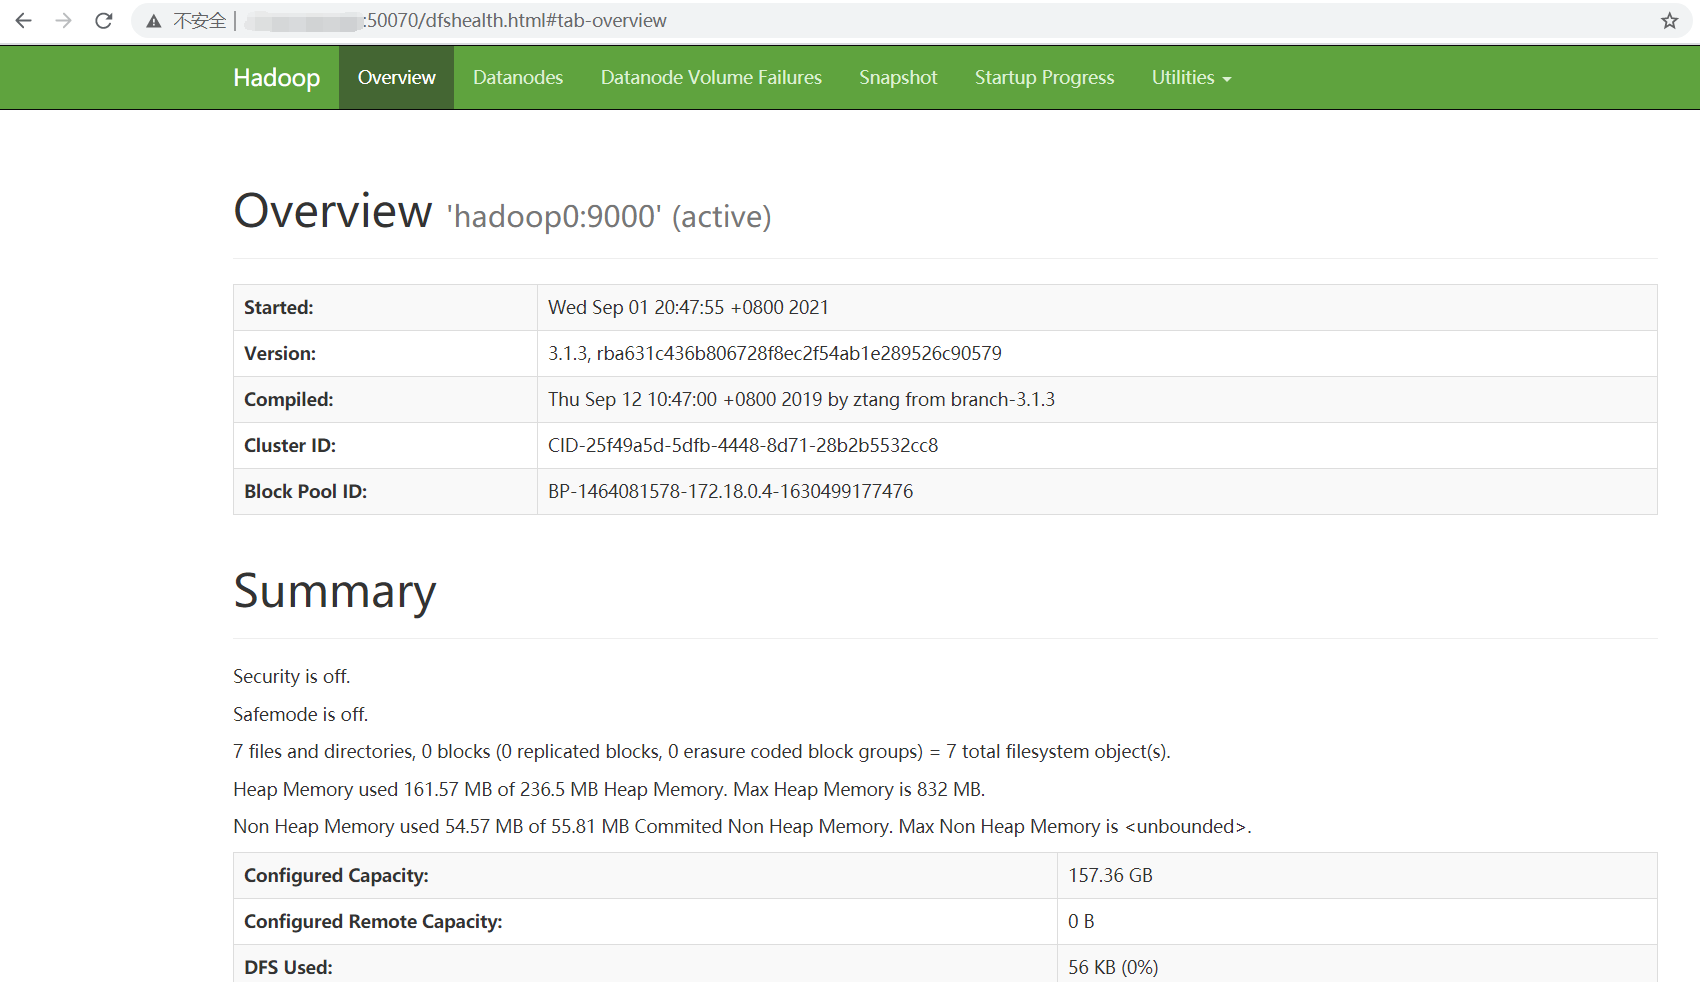 不安全 | :50070/dfshealth.html#tab-overview
Hadoop Overview Datanodes Datanode Volume Failures Snapshot Startup Progress Utilities
Overview 'hadoop0:9000' (active)
Started: Wed Sep 01 20:47:55 +0800 2021
Version: 3.1.3, rba631c436b806728f8ec2f54ab1e289526c90579
Compiled: Thu Sep 12 10:47:00 +0800 2019 by ztang from branch-3.1.3
Cluster ID: CID-25f49a5d-5dfb-4448-8d71-28b2b5532cc8
Block Pool ID: BP-1464081578-172.18.0.4-1630499177476
Summary
Security is off.
Safemode is off.
7 files and directories, 0 blocks (0 replicated blocks, 0 erasure coded block groups) = 7 total filesystem object(s).
Heap Memory used 161.57 MB of 236.5 MB Heap Memory. Max Heap Memory is 832 MB.
Non Heap Memory used 54.57 MB of 55.81 MB Commited Non Heap Memory. Max Non Heap Memory is <unbounded>.
Configured Capacity: 157.36 GB
Configured Remote Capacity: 0 B
DFS Used: 56 KB (0%)